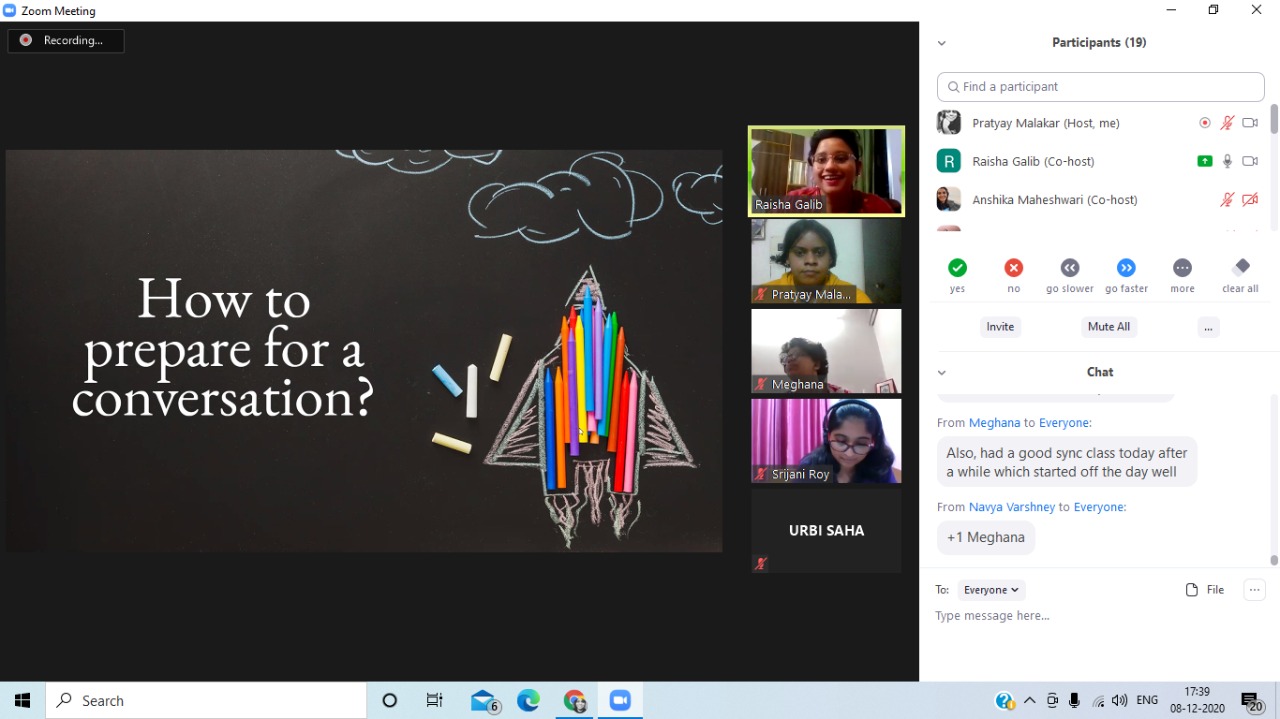 Zoom Meeting
Recording...
How to
prepare for a
conversation?
Raisha Galib
Pratyay Mala...
Meghana
Srijani Roy
URBI SAHA
Participants (19)
Find a participant
Pratyay Malakar (Host, me)
R
Raisha Galib (Co-host)
Anshika Maheshwari (Co-host)
yes
no
go slower
go faster
more
clear all
Invite
Mute All
...
Chat
From Meghana to Everyone:
Also, had a good sync class today after
a while which started off the day well
From Navya Varshney to Everyone:
+1 Meghana
To: Everyone
File
Type message here...
Search
6
ENG
17:39
08-12-2020
20